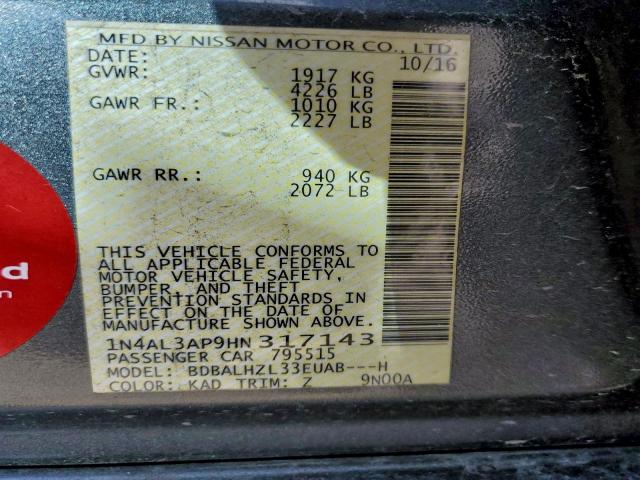 MFD BY NISSAN MOTOR CO., LTD.
DATE: 10/16
GVWR: 1917 KG
4226 LB
GAWR FR.: 1010 KG
2227 LB
GAWR RR.: 940 KG
2072 LB
THIS VEHICLE CONFORMS TO
ALL APPLICABLE FEDERAL
MOTOR VEHICLE SAFETY,
BUMPER, AND THEFT
PREVENTION STANDARDS IN
EFFECT ON THE DATE OF
MANUFACTURE SHOWN ABOVE.
1N4AL3AP9HN 317143
PASSENGER CAR 795515
MODEL: BDBALHZL33EUAB---H
COLOR: KAD TRIM: Z 9N00A